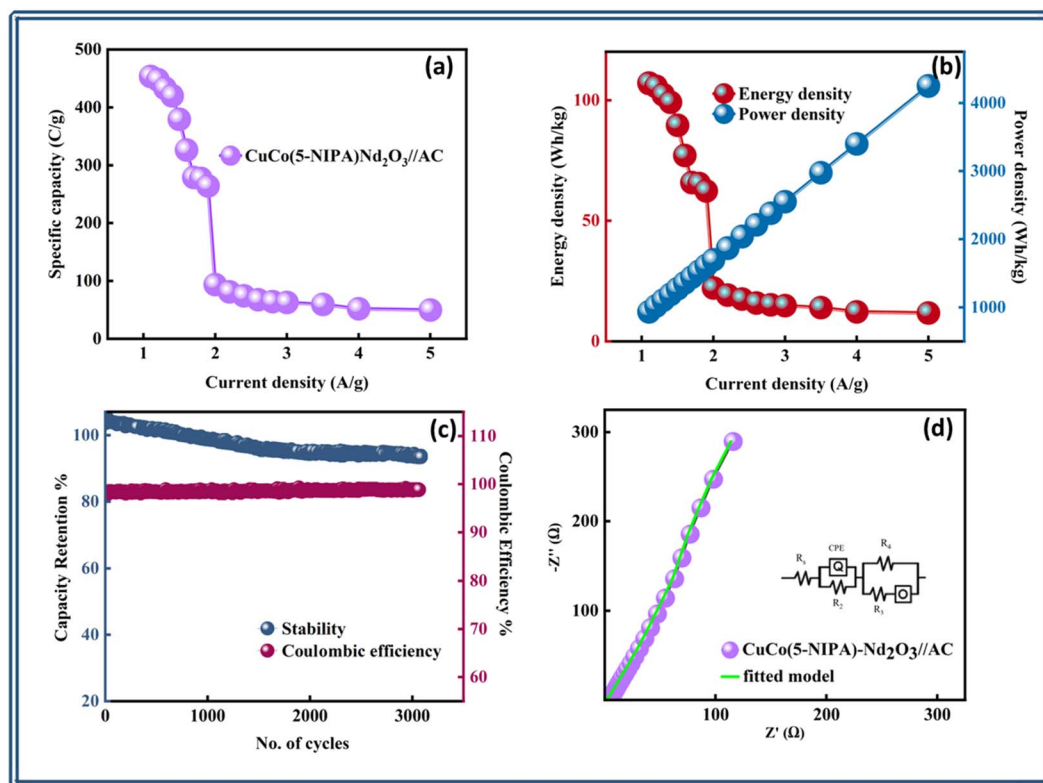 (a)
500
400
300
200
100
0
Specific capacity (C/g)
CuCo(5-NIPA)Nd₂O₃//AC
1 2 3 4 5
Current density (A/g)
(b)
100
50
0
Energy density (Wh/kg)
Energy density
Power density
4000
3000
2000
1000
Power density (Wh/kg)
1 2 3 4 5
Current density (A/g)
(c)
100
80
60
40
20
Capacity Retention %
Stability
Coulombic efficiency
110
100
90
80
70
60
Coulombic Efficiency %
0 1000 2000 3000
No. of cycles
(d)
300
200
100
-Z'' (Ω)
Rₛ
CPE
Q
R₂
R₄
R₃
O
CuCo(5-NIPA)-Nd₂O₃//AC
fitted model
100 200 300
Z' (Ω)